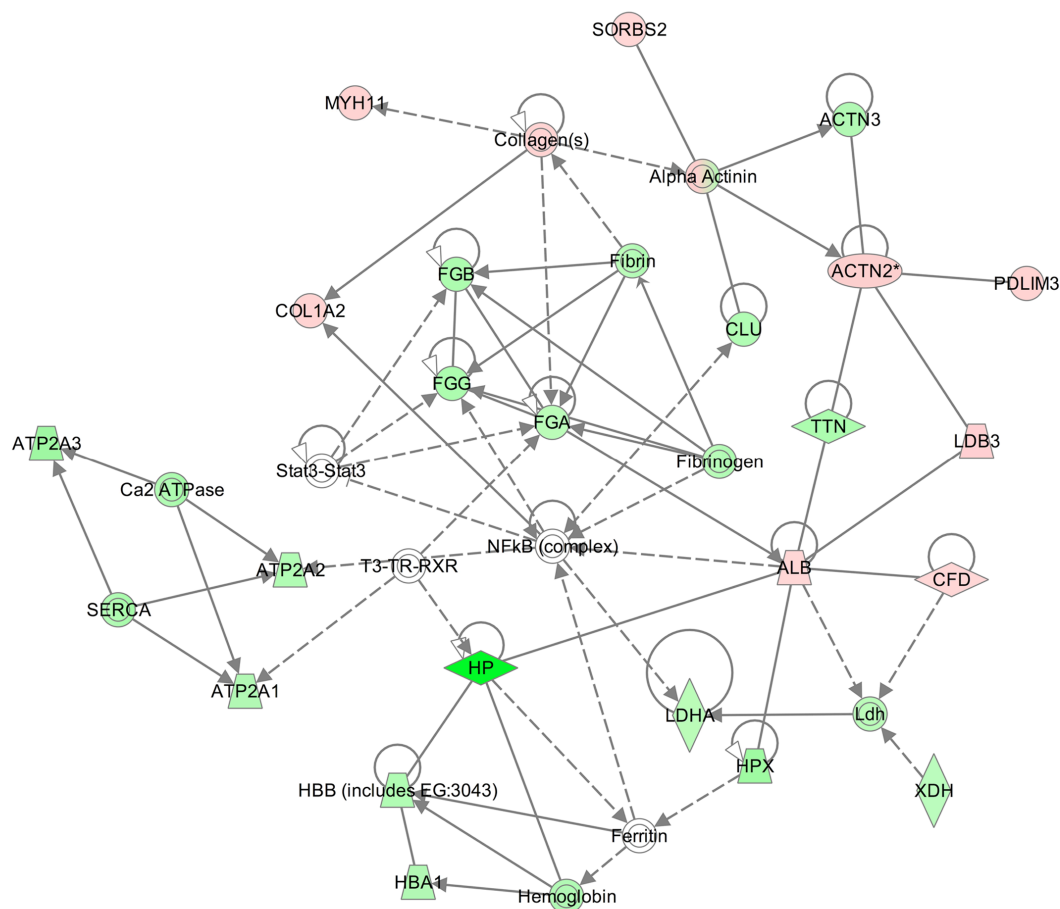 SORBS2
MYH11
ACTN3
Collagen(s)
Alpha Actinin
Fibrin
FGB
ACTN2*
PDLIM3
COL1A2
CLU
FGG
FGA
TTN
ATP2A3
LDB3
Fibrinogen
Stat3-Stat3
Ca2 ATPase
NFkB (complex)
T3-TR-RXR
ATP2A2
ALB
CFD
SERCA
HP
ATP2A1
LDHA
Ldh
HPX
HBB (includes EG:3043)
XDH
Ferritin
HBA1
Hemoglobin